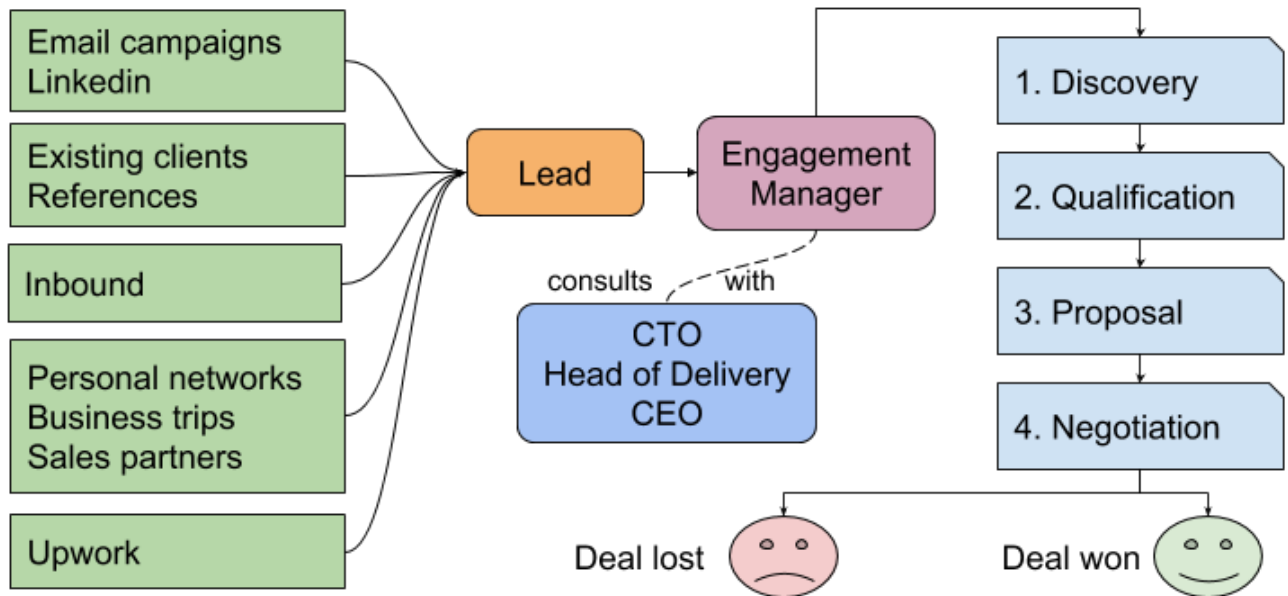 Email campaigns
Linkedin
Existing clients
References
Inbound
Personal networks
Business trips
Sales partners
Upwork
Lead
Engagement
Manager
consults with
CTO
Head of Delivery
CEO
1. Discovery
2. Qualification
3. Proposal
4. Negotiation
Deal lost
Deal won